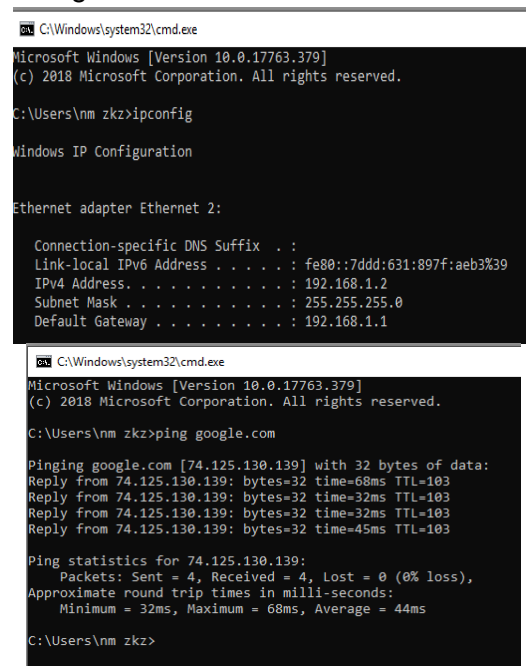 C:\Windows\system32\cmd.exe
Microsoft Windows [Version 10.0.17763.379]
(c) 2018 Microsoft Corporation. All rights reserved.
C:\Users\nm zkz>ipconfig
Windows IP Configuration
Ethernet adapter Ethernet 2:
Connection-specific DNS Suffix . :
Link-local IPv6 Address . . . . . : fe80::7ddd:631:897f:aeb3%39
IPv4 Address. . . . . . . . . . . : 192.168.1.2
Subnet Mask . . . . . . . . . . . : 255.255.255.0
Default Gateway . . . . . . . . . : 192.168.1.1
C:\Windows\system32\cmd.exe
Microsoft Windows [Version 10.0.17763.379]
(c) 2018 Microsoft Corporation. All rights reserved.
C:\Users\nm zkz>ping google.com
Pinging google.com [74.125.130.139] with 32 bytes of data:
Reply from 74.125.130.139: bytes=32 time=68ms TTL=103
Reply from 74.125.130.139: bytes=32 time=32ms TTL=103
Reply from 74.125.130.139: bytes=32 time=32ms TTL=103
Reply from 74.125.130.139: bytes=32 time=45ms TTL=103
Ping statistics for 74.125.130.139:
Packets: Sent = 4, Received = 4, Lost = 0 (0% loss),
Approximate round trip times in milli-seconds:
Minimum = 32ms, Maximum = 68ms, Average = 44ms
C:\Users\nm zkz>